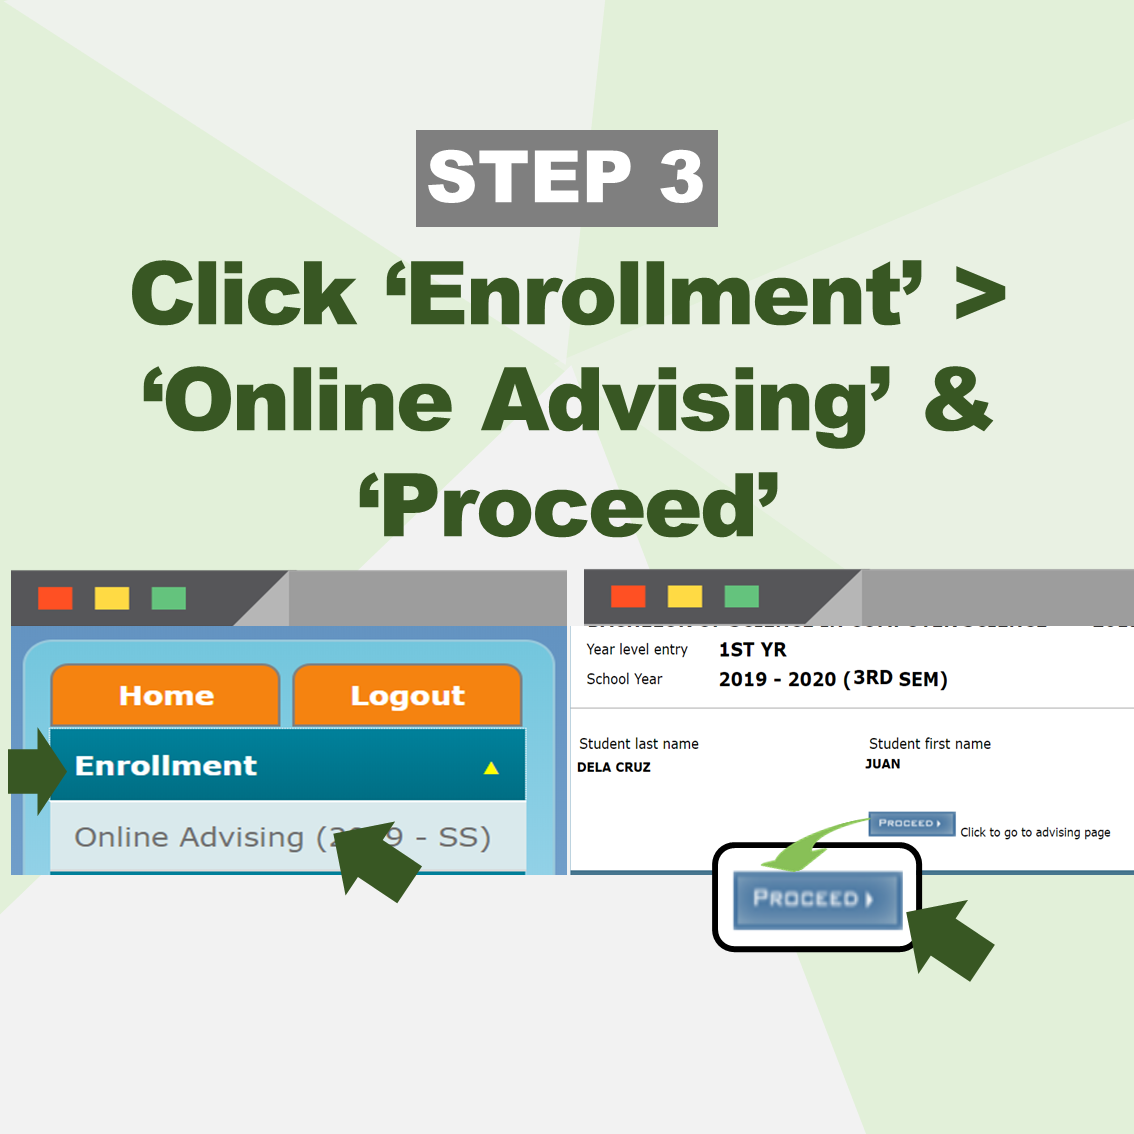 STEP 3
Click ‘Enrollment’ >
‘Online Advising’ &
‘Proceed’
Home
Logout
Enrollment
Online Advising (2 9 - SS)
Year level entry 1ST YR
School Year 2019 - 2020 (3RD SEM)
Student last name Student first name
DELA CRUZ JUAN
PROCEED Click to go to advising page
PROCEED